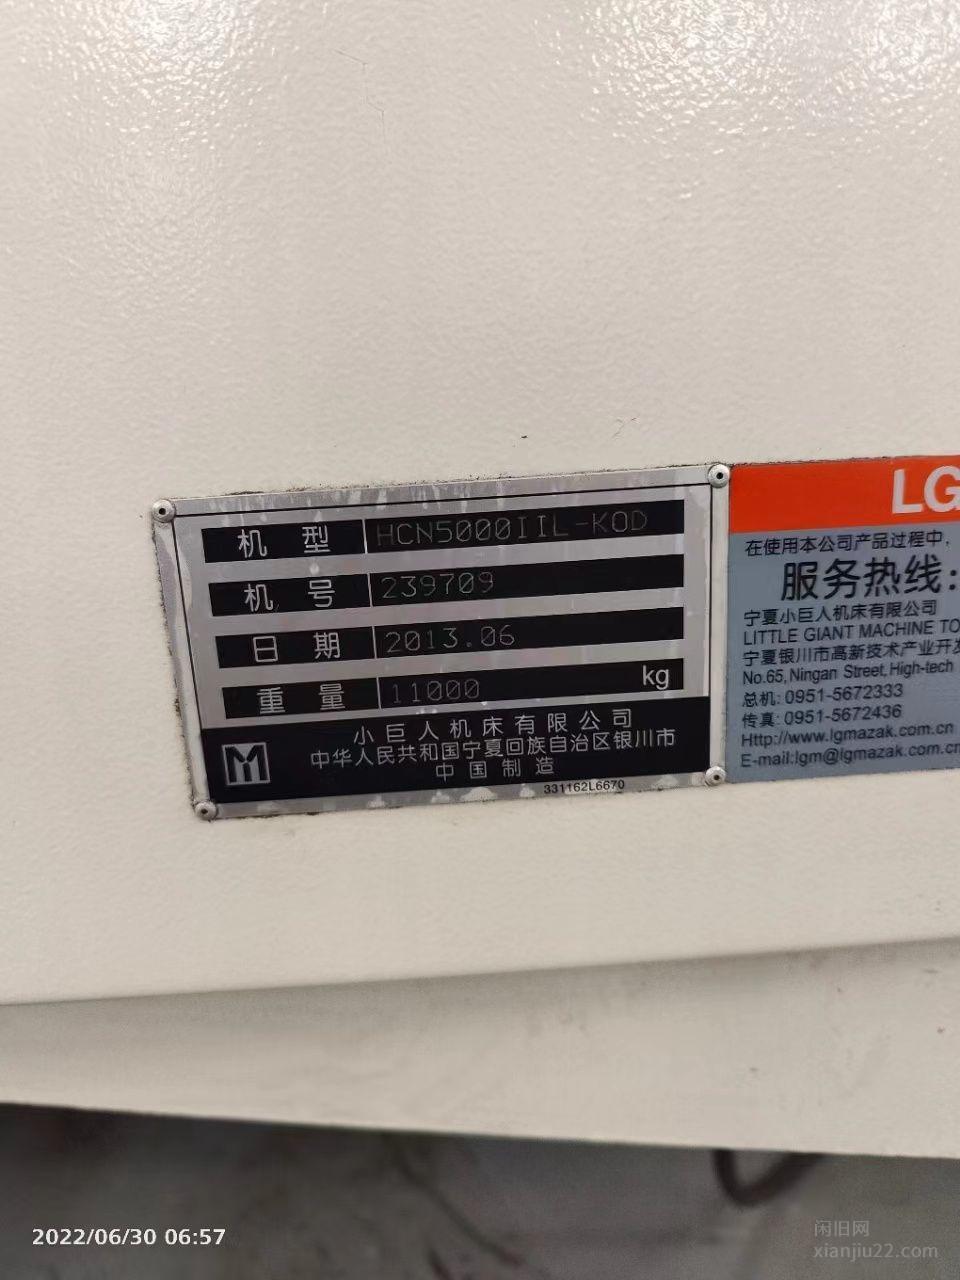 机 型 HCN5000IIL-KOD
机 号 239709
日 期 2013.06
重 量 11000 kg
小巨人机床有限公司
中华人民共和国宁夏回族自治区银川市
中国制造
331162L6670
LG
在使用本公司产品过程中，
服务热线：
宁夏小巨人机床有限公司
LITTLE GIANT MACHINE TO
宁夏银川市高新技术产业开发
No.65, Ningan Street, High-tech
总机: 0951-5672333
传真: 0951-5672436
Http://www.lgmazak.com.cn
E-mail:lgm@lgmazak.com.cn
2022/06/30 06:57
闲旧网
xianjiu22.com